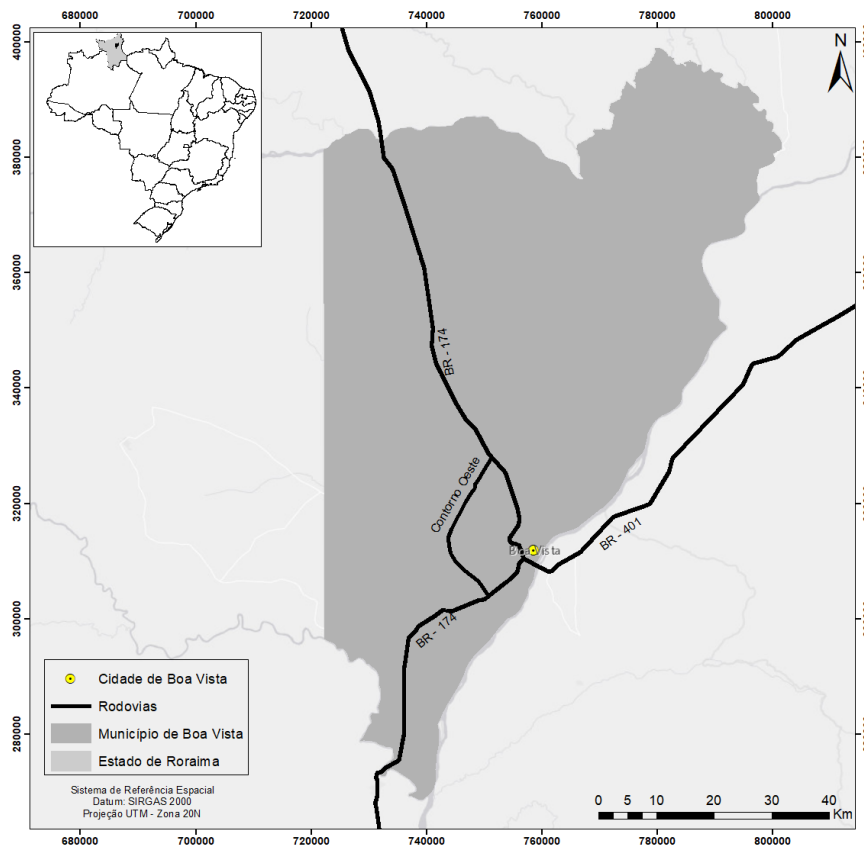 680000 700000 720000 740000 760000 780000 800000
400000
380000
360000
340000
320000
300000
280000
N
BR - 174
Contorno Oeste
Boa Vista
BR - 401
BR - 174
Cidade de Boa Vista
Rodovias
Município de Boa Vista
Estado de Roraima
Sistema de Referência Espacial
Datum: SIRGAS 2000
Projeção UTM - Zona 20N
0 5 10 20 30 40
Km
680000 700000 720000 740000 760000 780000 800000